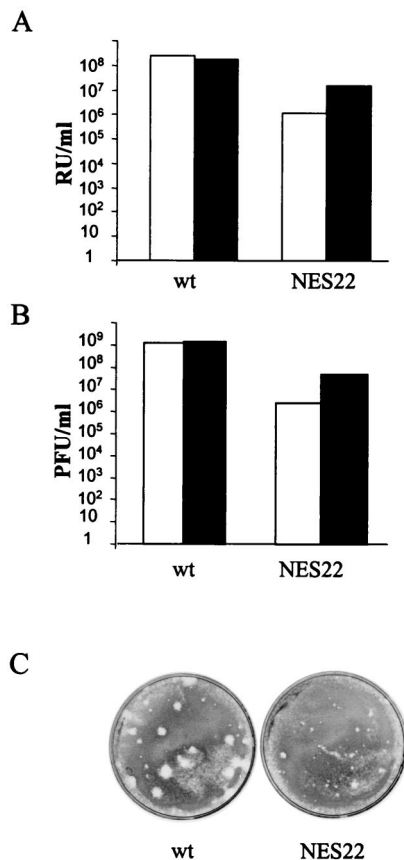 A
RU/ml
10⁸
10⁷
10⁶
10⁵
10⁴
10³
10²
10
1
wt NES22
B
PFU/ml
10⁹
10⁸
10⁷
10⁶
10⁵
10⁴
10³
10²
10
1
wt NES22
C
wt NES22